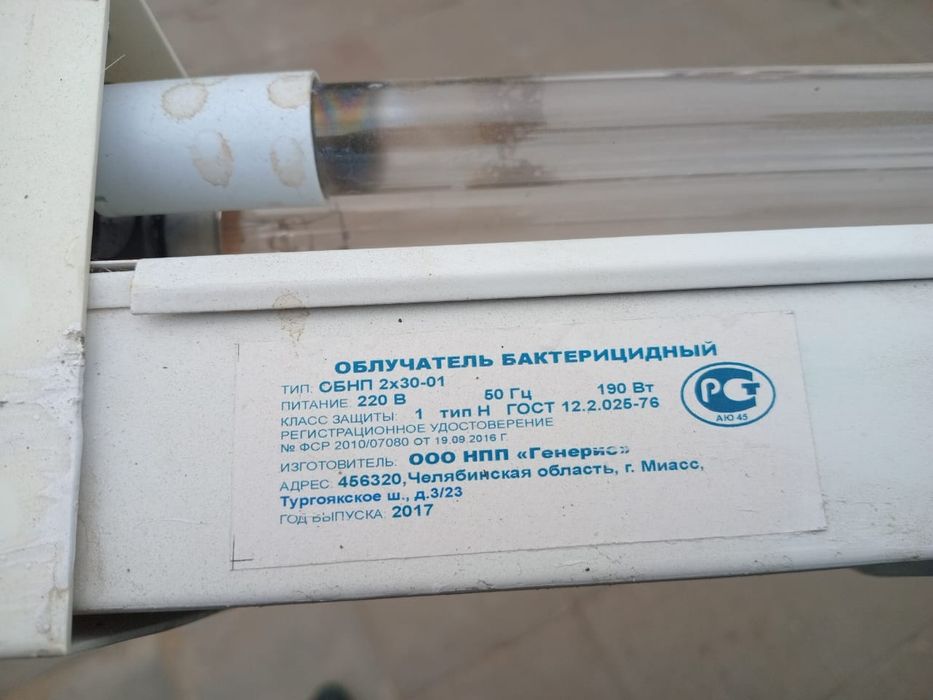 ОБЛУЧАТЕЛЬ БАКТЕРИЦИДНЫЙ
ТИП: ОБНП 2х30-01
ПИТАНИЕ: 220 В 50 Гц 190 Вт
КЛАСС ЗАЩИТЫ: 1 тип Н ГОСТ 12.2.025-76
РЕГИСТРАЦИОННОЕ УДОСТОВЕРЕНИЕ
№ ФСР 2010/07080 ОТ 19.09.2016 Г.
ИЗГОТОВИТЕЛЬ: ООО НПП «Генерис»
АДРЕС: 456320,Челябинская область, г. Миасс,
Тургоякское ш., д.3/23
ГОД ВЫПУСКА: 2017
РСТ
АЮ 45